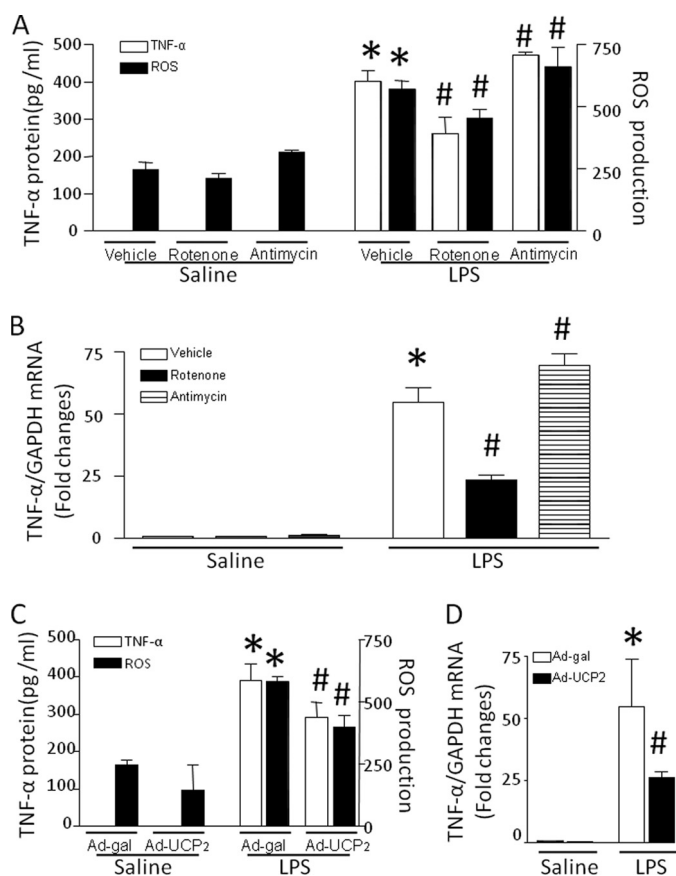 A
TNF-α protein(pg/ml)
500
400
300
200
100
0
TNF-α
ROS
* * # # # #
750
500
250
0
ROS production
Vehicle Rotenone Antimycin Vehicle Rotenone Antimycin
Saline LPS
B
TNF-α/GAPDH mRNA
(Fold changes)
75
50
25
0
Vehicle
Rotenone
Antimycin
* # #
Saline LPS
C
TNF-α protein(pg/ml)
500
400
300
200
100
0
TNF-α
ROS
* * # #
750
500
250
0
ROS production
Ad-gal Ad-UCP2 Ad-gal Ad-UCP2
Saline LPS
D
TNF-α/GAPDH mRNA
(Fold changes)
75
50
25
0
Ad-gal
Ad-UCP2
* #
Saline LPS